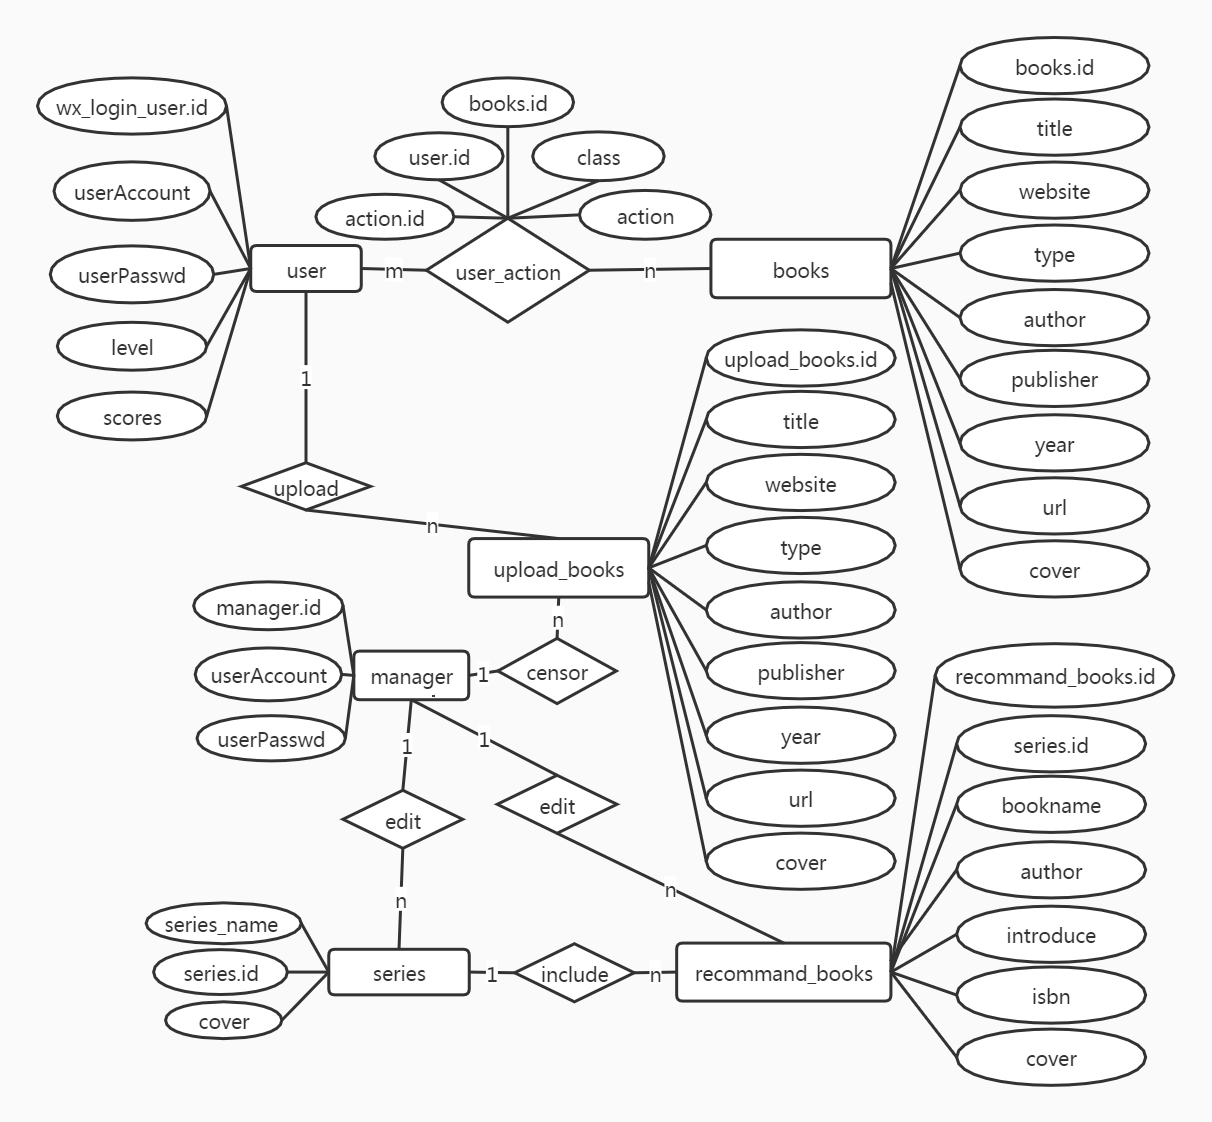 wx_login_user.id
userAccount
userPasswd
level
scores
user
m
books.id
user.id
class
action.id
action
user_action
n
books
books.id
title
website
type
author
publisher
year
url
cover
1
upload
n
upload_books
upload_books.id
title
website
type
author
publisher
year
url
cover
n
censor
1
manager.id
userAccount
userPasswd
manager
1
edit
n
1
edit
n
series_name
series.id
cover
series
1
include
n
recommand_books
recommand_books.id
series.id
bookname
author
introduce
isbn
cover